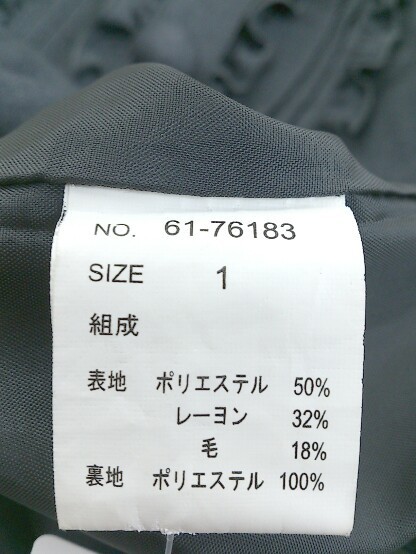 NO. 61-76183
SIZE 1
組成
表地 ポリエステル 50%
レーヨン 32%
毛 18%
裏地 ポリエステル 100%